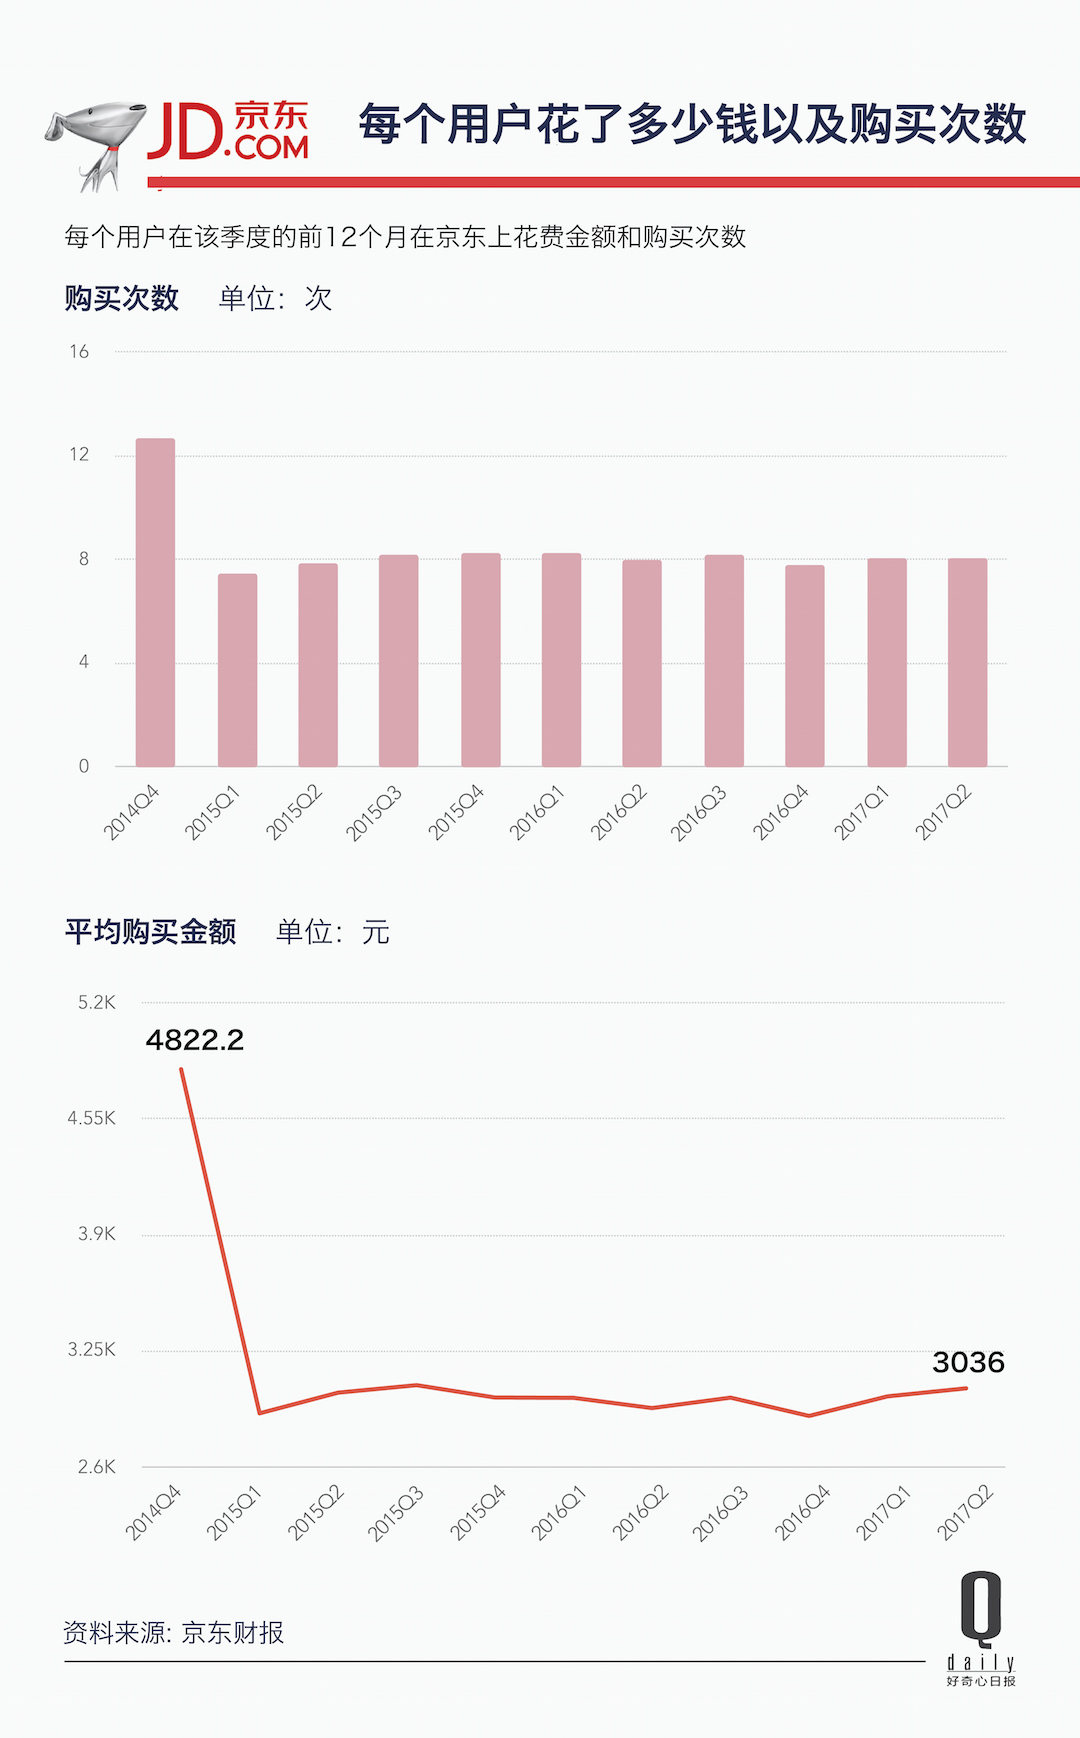 JD.COM 京东
每个用户花了多少钱以及购买次数
每个用户在该季度的前12个月在京东上花费金额和购买次数
购买次数 单位：次
16
12
8
4
0
2014Q4 2015Q1 2015Q2 2015Q3 2015Q4 2016Q1 2016Q2 2016Q3 2016Q4 2017Q1 2017Q2
平均购买金额 单位：元
5.2K
4822.2
4.55K
3.9K
3.25K
3036
2.6K
2014Q4 2015Q1 2015Q2 2015Q3 2015Q4 2016Q1 2016Q2 2016Q3 2016Q4 2017Q1 2017Q2
资料来源: 京东财报
Q
daily
好奇心日报